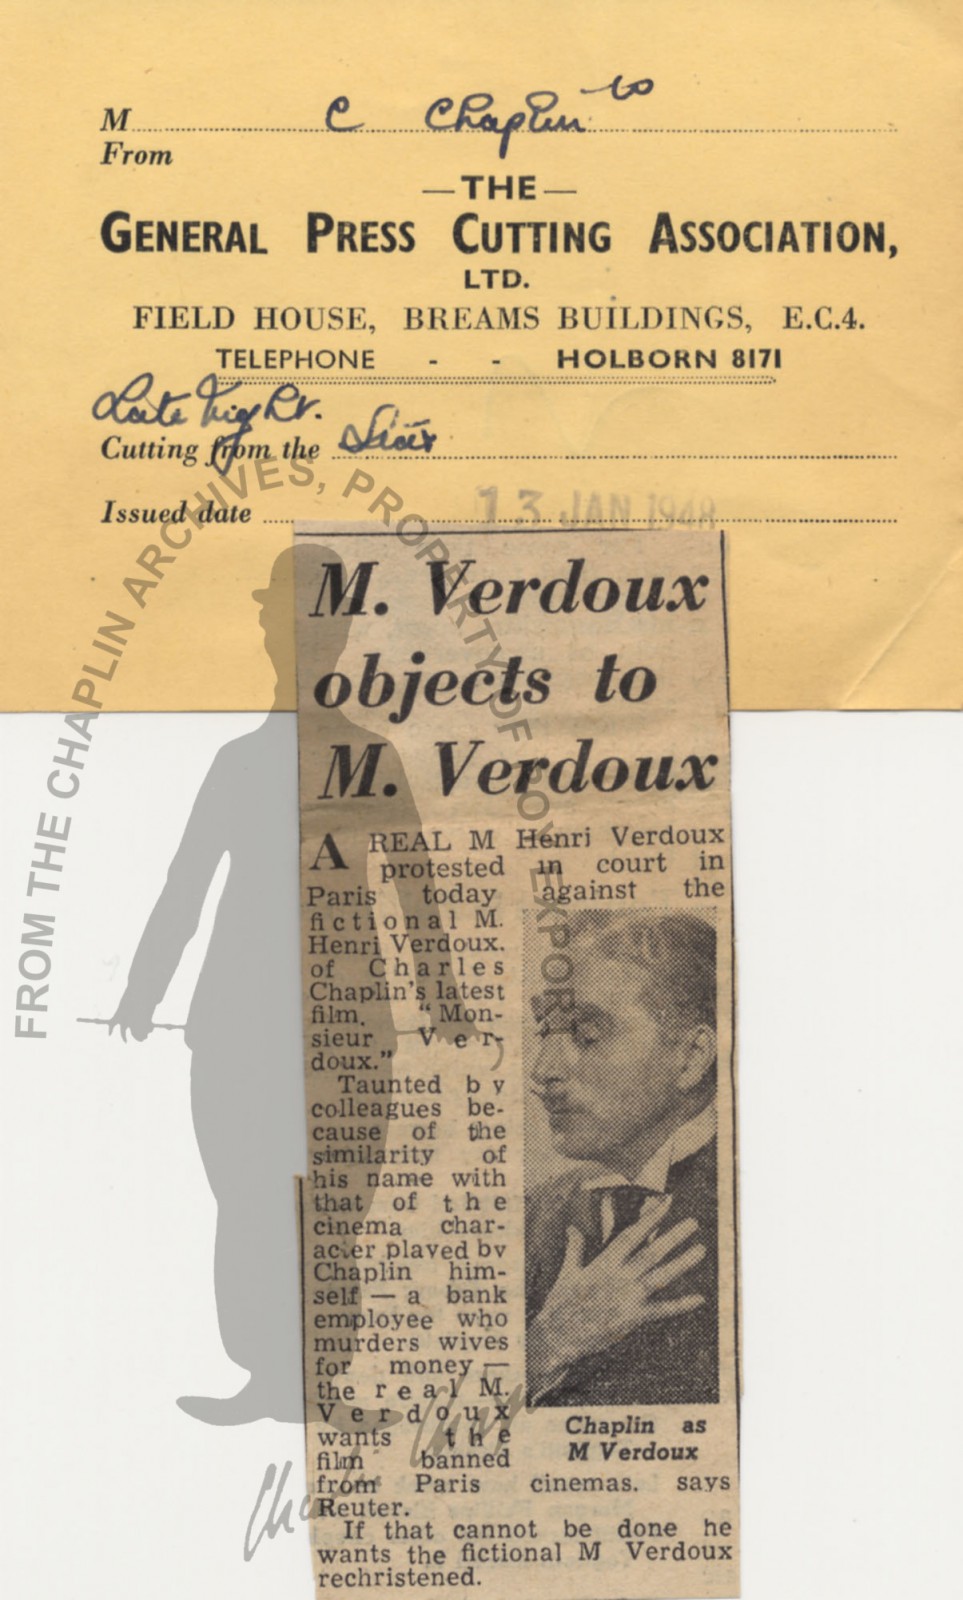 M C Chaplin to
From
—THE—
GENERAL PRESS CUTTING ASSOCIATION,
LTD.
FIELD HOUSE, BREAMS BUILDINGS, E.C.4.
TELEPHONE - - HOLBORN 8171
Late Night.
Cutting from the Star
Issued date 13 JAN 1948
M. Verdoux
objects to
M. Verdoux
A REAL M Henri Verdoux
protested in court in
Paris today against the
fictional M.
Henri Verdoux.
of Charles
Chaplin's latest
film, "Mon-
sieur Ver-
doux."
Taunted by
colleagues be-
cause of the
similarity of
his name with
that of the
cinema char-
acter played by
Chaplin him-
self — a bank
employee who
murders wives
for money —
the real M.
Verdoux
wants the
film banned
from Paris cinemas. says
Reuter.
If that cannot be done he
wants the fictional M Verdoux
rechristened.
Chaplin as
M Verdoux
FROM THE CHAPLIN ARCHIVES, PROPERTY OF ROY EXPORT
Charlie Chap